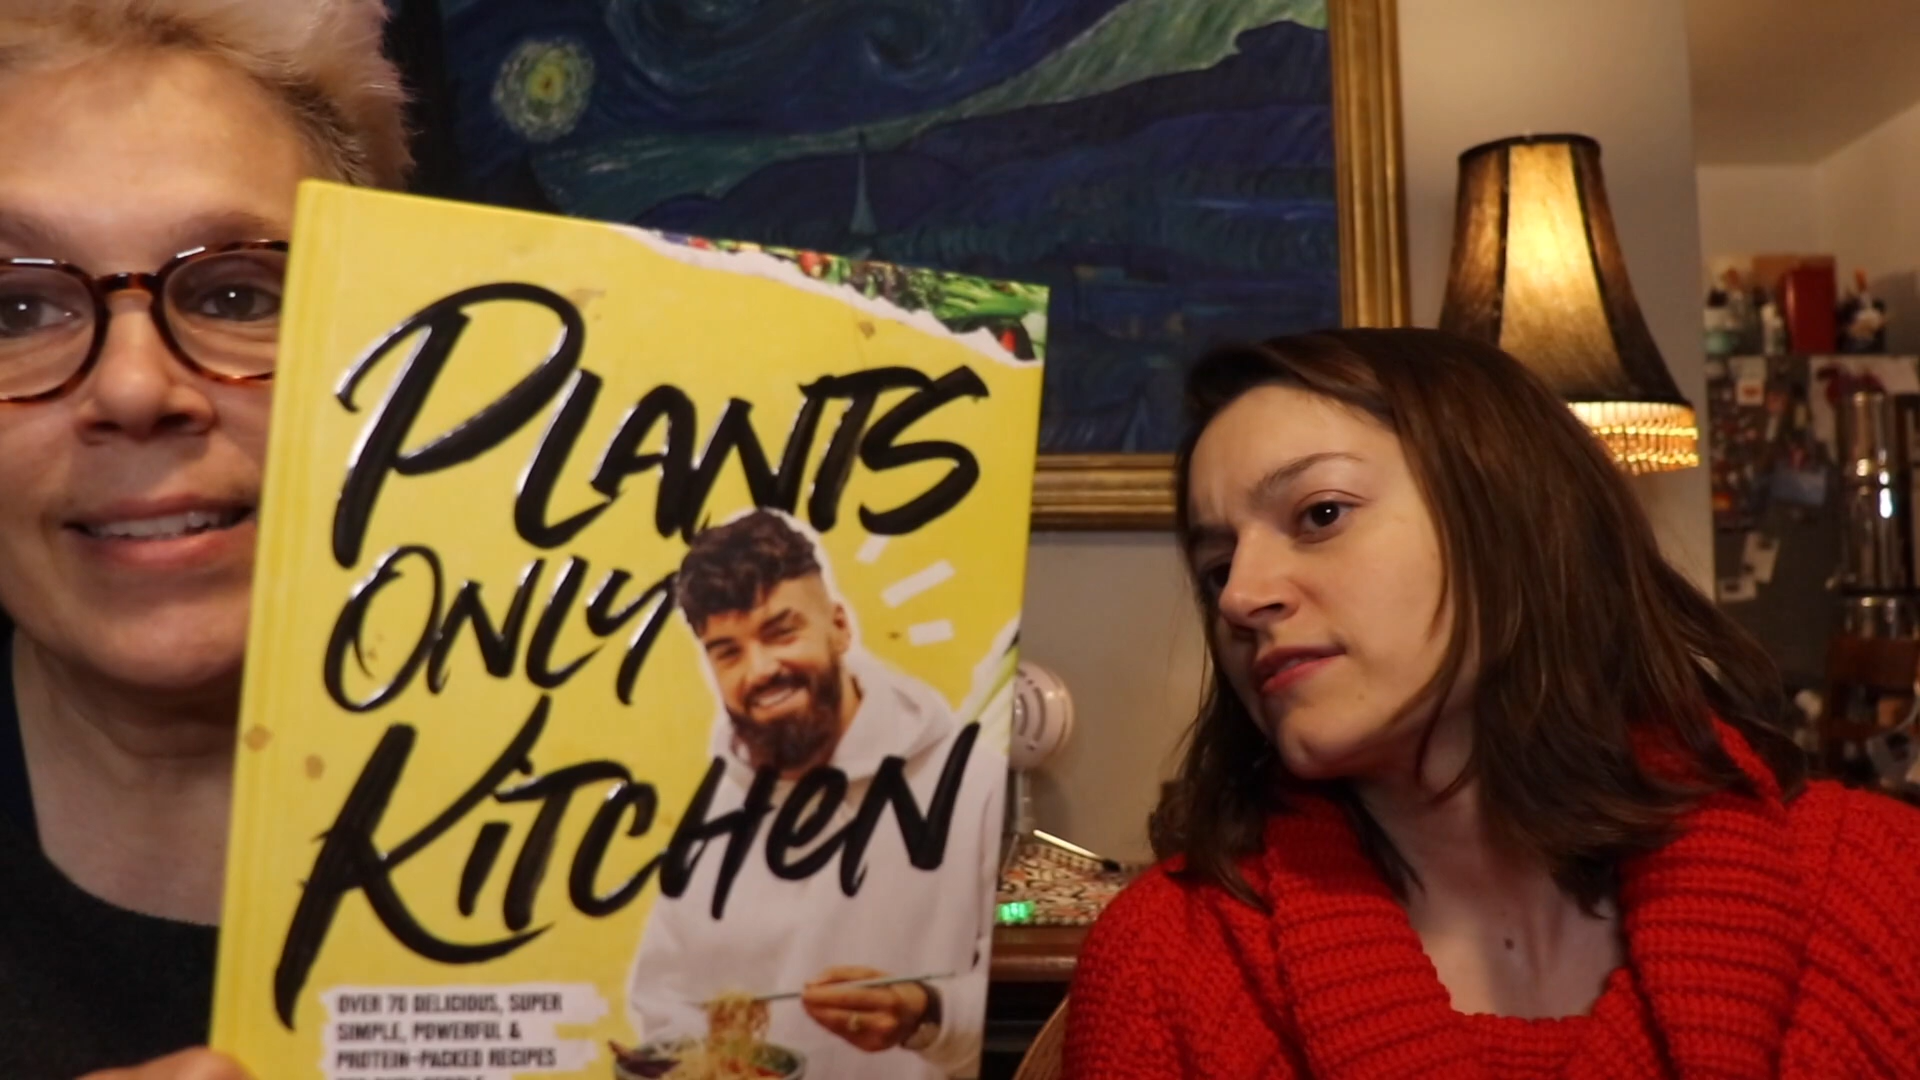 PLANTS
ONLY
KITCHEN
OVER 70 DELICIOUS, SUPER
SIMPLE, POWERFUL &
PROTEIN-PACKED RECIPES